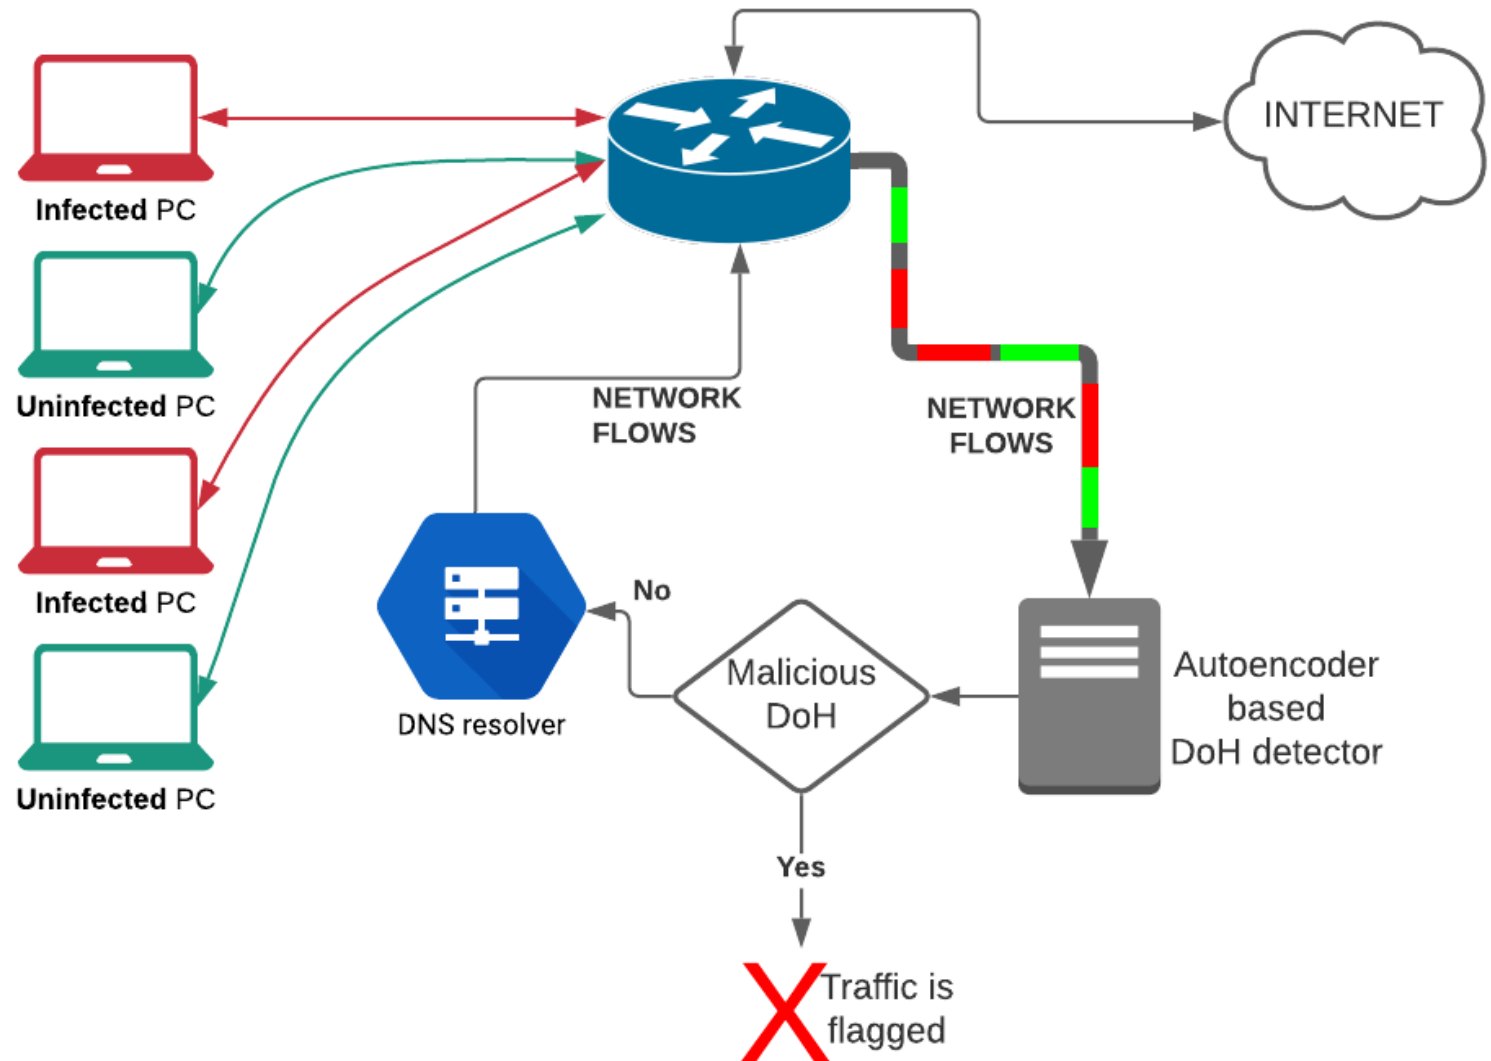 INTERNET
Infected PC
Uninfected PC
NETWORK
FLOWS
NETWORK
FLOWS
Infected PC
No
Malicious
DoH
Autoencoder
based
DoH detector
DNS resolver
Uninfected PC
Yes
Traffic is
flagged